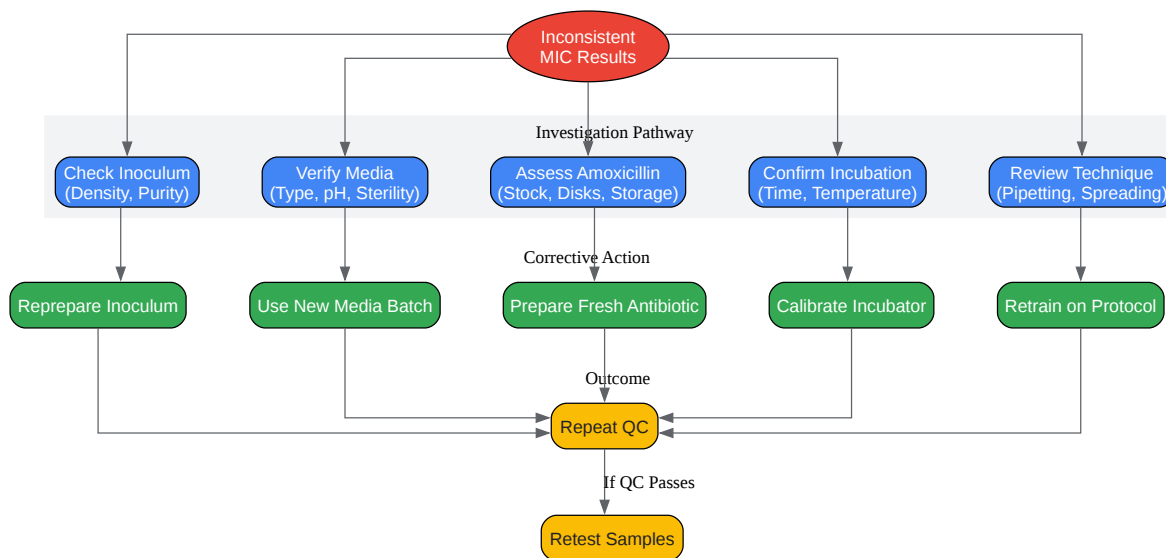 Inconsistent
MIC Results
Investigation Pathway
Check Inoculum
(Density, Purity)
Verify Media
(Type, pH, Sterility)
Assess Amoxicillin
(Stock, Disks, Storage)
Confirm Incubation
(Time, Temperature)
Review Technique
(Pipetting, Spreading)
Corrective Action
Reprepare Inoculum
Use New Media Batch
Prepare Fresh Antibiotic
Calibrate Incubator
Retrain on Protocol
Outcome
Repeat QC
If QC Passes
Retest Samples